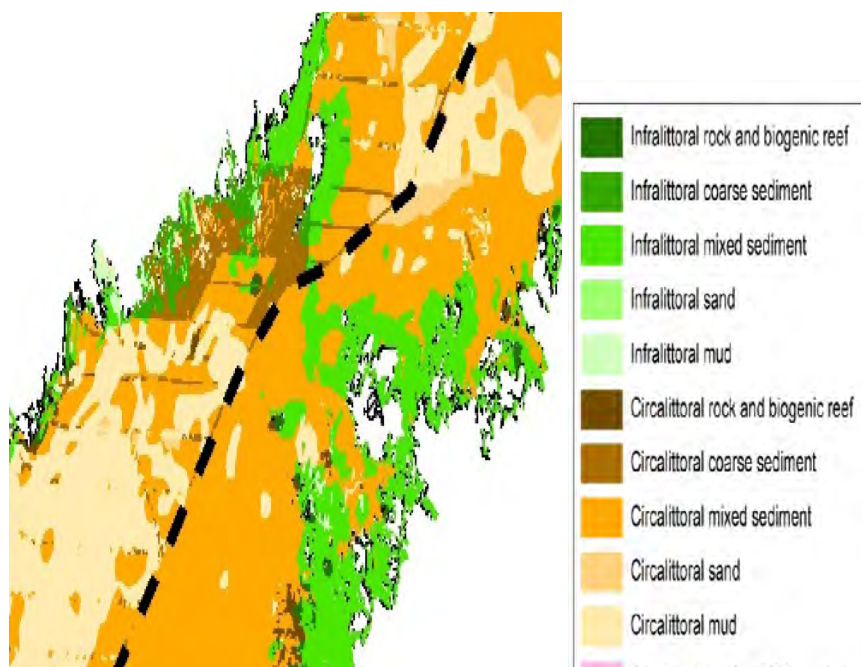 Infralittoral rock and biogenic reef
Infralittoral coarse sediment
Infralittoral mixed sediment
Infralittoral sand
Infralittoral mud
Circalittoral rock and biogenic reef
Circalittoral coarse sediment
Circalittoral mixed sediment
Circalittoral sand
Circalittoral mud